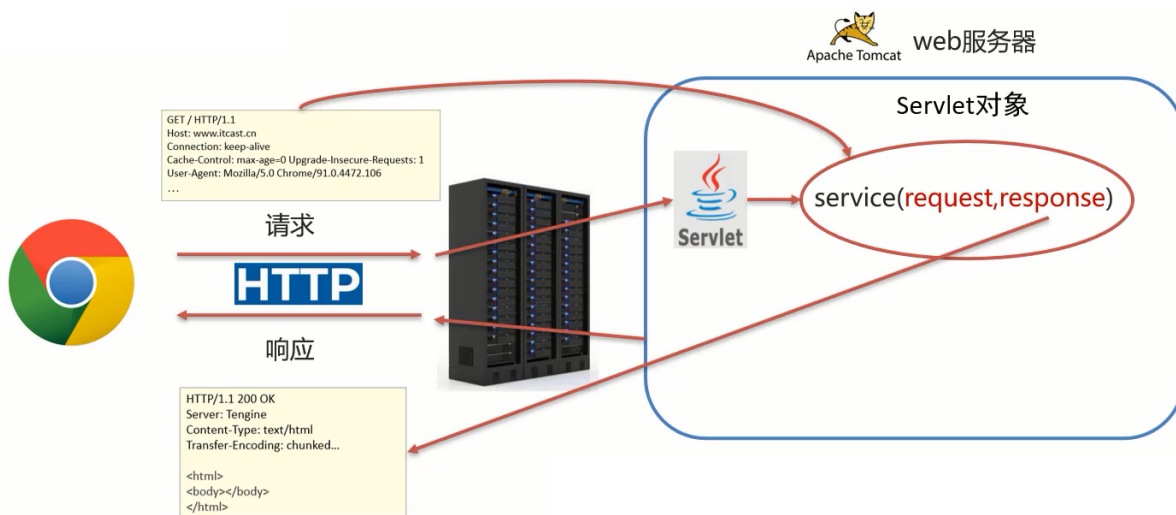 Apache Tomcat
web服务器
Servlet对象
GET / HTTP/1.1
Host: www.itcast.cn
Connection: keep-alive
Cache-Control: max-age=0 Upgrade-Insecure-Requests: 1
User-Agent: Mozilla/5.0 Chrome/91.0.4472.106
...
请求
HTTP
响应
Servlet
service(request,response)
HTTP/1.1 200 OK
Server: Tengine
Content-Type: text/html
Transfer-Encoding: chunked...
<html>
<body></body>
</html>